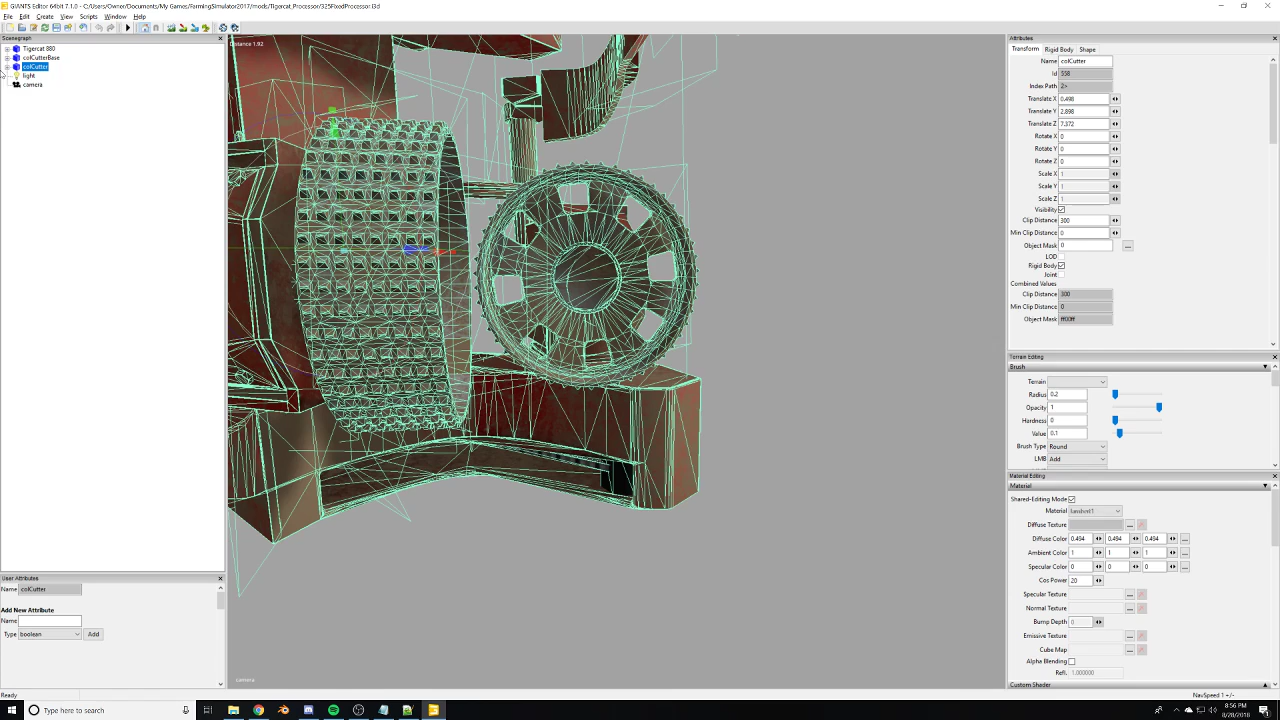 GIANTS Editor 64bit 7.1.0 - C:/Users/Owner/Documents/My Games/FarmingSimulator2017/mods/Tigercat_Processor/325FixedProcessor.i3d
File Edit Create View Scripts Window Help
Scenegraph
Tigercat 880
colCutterBase
colCutter
light
camera
Distance 1.92
camera
User Attributes
Name colCutter
Add New Attribute
Name
Type boolean Add
Ready
Attributes
Transform Rigid Body Shape
Name colCutter
Id 558
Index Path 2>
Translate X 0.498
Translate Y 2.898
Translate Z 7.372
Rotate X 0
Rotate Y 0
Rotate Z 0
Scale X 1
Scale Y 1
Scale Z 1
Visibility
Clip Distance 300
Min Clip Distance 0
Object Mask 0 ...
LOD
Rigid Body
Joint
Combined Values
Clip Distance 300
Min Clip Distance 0
Object Mask ff00ff
Terrain Editing
Brush
Terrain
Radius 0.2
Opacity 1
Hardness 0
Value 0.1
Brush Type Round
LMB Add
Material Editing
Material
Shared-Editing Mode
Material lambert1
Diffuse Texture ...
Diffuse Color 0.494 0.494 0.494 ...
Ambient Color 1 1 1 ...
Specular Color 0 0 0 ...
Cos Power 20
Specular Texture ...
Normal Texture ...
Bump Depth 0
Emissive Texture ...
Cube Map ...
Alpha Blending
Refl. 1.000000
Custom Shader
NavSpeed 1 +/-
Type here to search
8:56 PM
8/28/2018